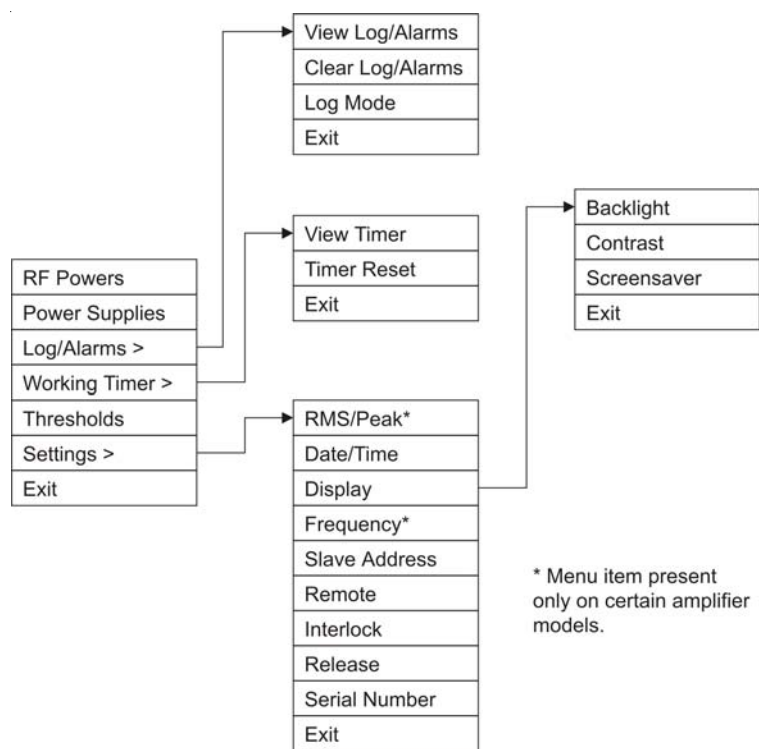 View Log/Alarms
Clear Log/Alarms
Log Mode
Exit
View Timer
Timer Reset
Exit
Backlight
Contrast
Screensaver
Exit
RF Powers
Power Supplies
Log/Alarms >
Working Timer >
Thresholds
Settings >
Exit
RMS/Peak*
Date/Time
Display
Frequency*
Slave Address
Remote
Interlock
Release
Serial Number
Exit
* Menu item present
only on certain amplifier
models.